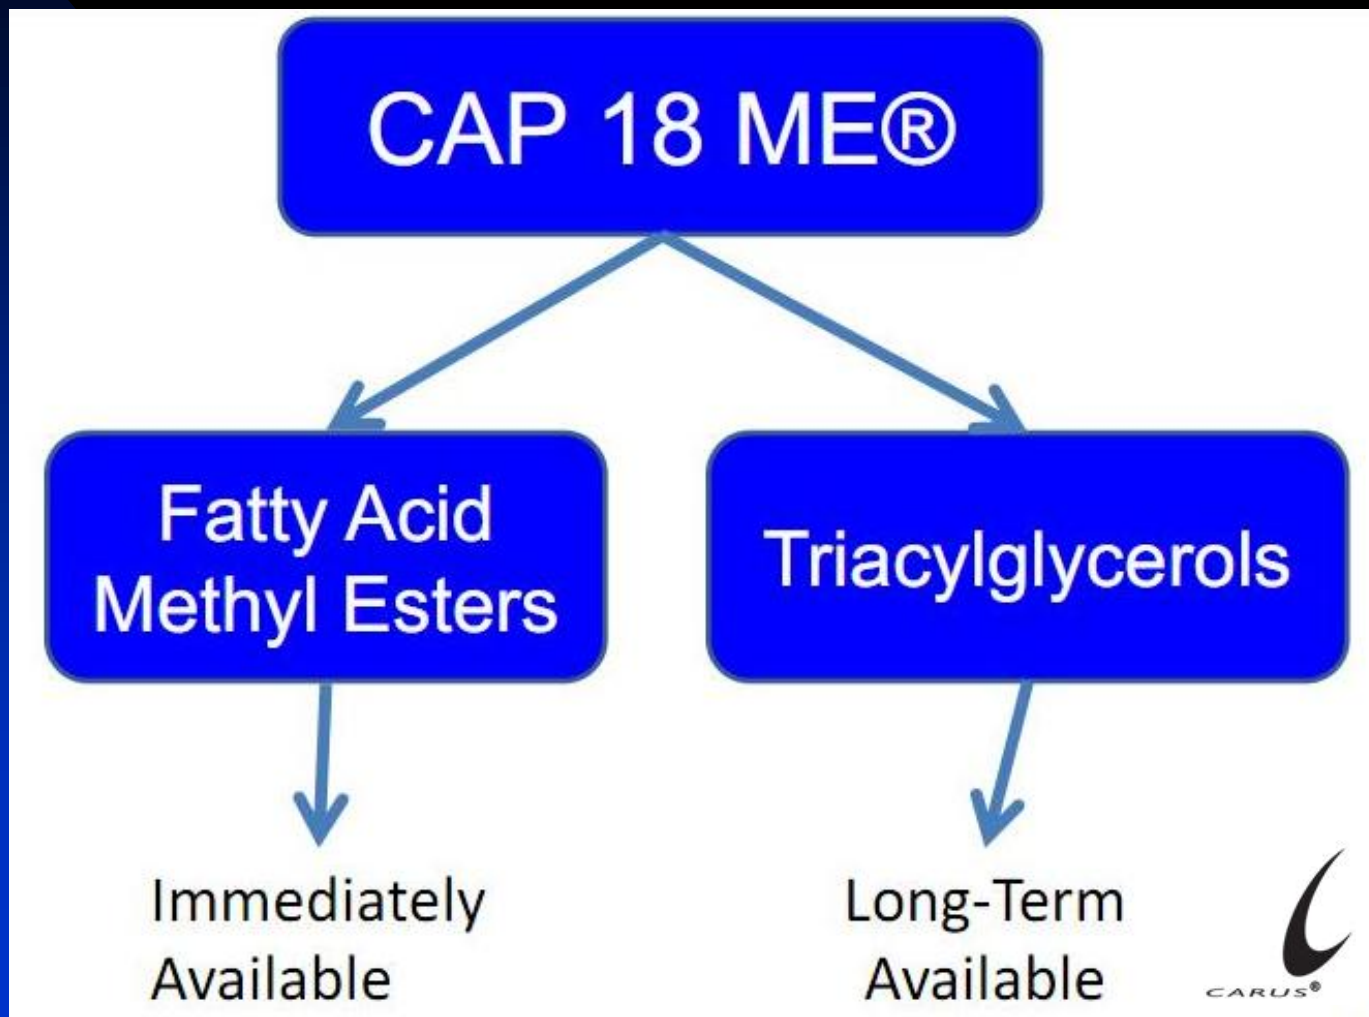 CAP 18 ME®
Fatty Acid
Methyl Esters
Triacylglycerols
Immediately
Available
Long-Term
Available
CARUS®